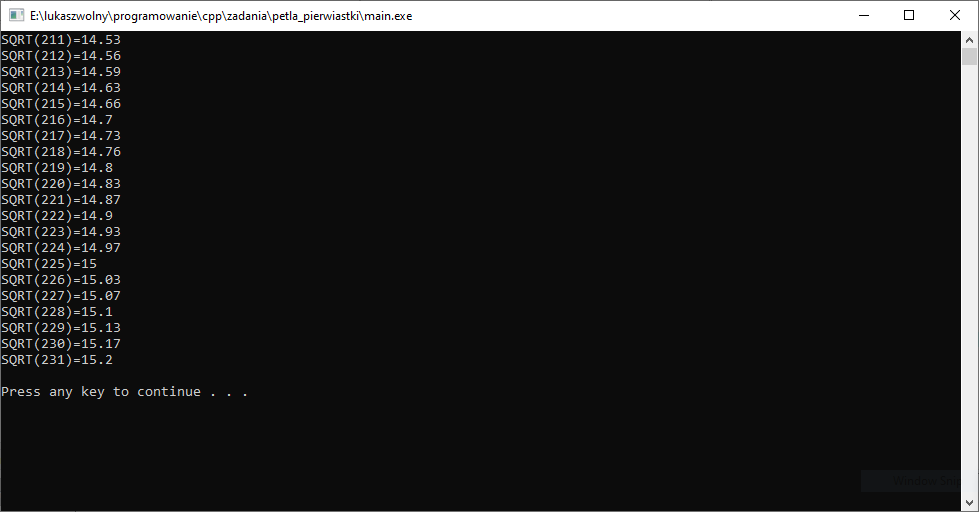 E:\lukaszwolny\programowanie\cpp\zadania\petla_pierwiastki\main.exe
SQRT(211)=14.53
SQRT(212)=14.56
SQRT(213)=14.59
SQRT(214)=14.63
SQRT(215)=14.66
SQRT(216)=14.7
SQRT(217)=14.73
SQRT(218)=14.76
SQRT(219)=14.8
SQRT(220)=14.83
SQRT(221)=14.87
SQRT(222)=14.9
SQRT(223)=14.93
SQRT(224)=14.97
SQRT(225)=15
SQRT(226)=15.03
SQRT(227)=15.07
SQRT(228)=15.1
SQRT(229)=15.13
SQRT(230)=15.17
SQRT(231)=15.2
Press any key to continue . . .